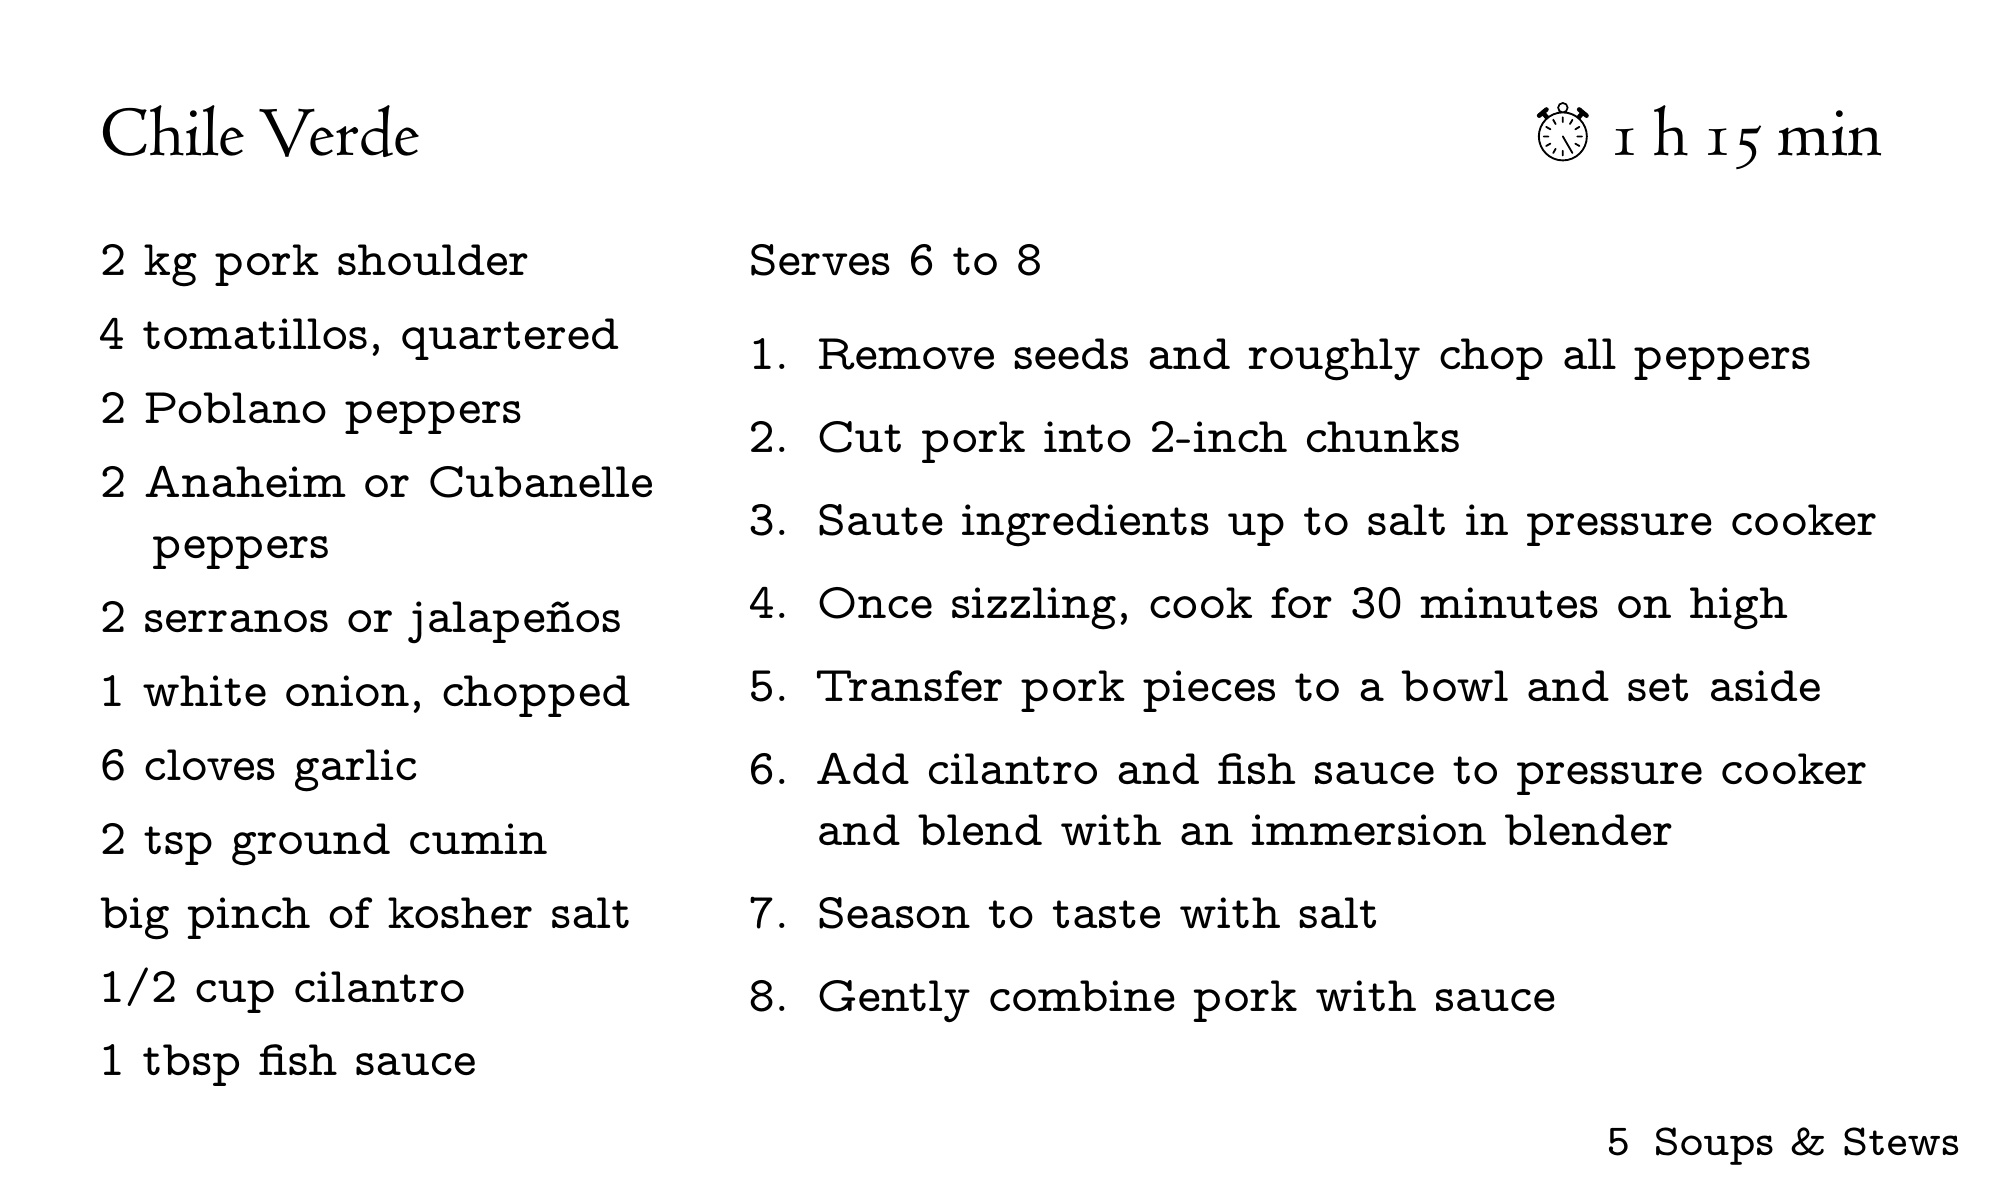 Chile Verde
1 h 15 min
2 kg pork shoulder
4 tomatillos, quartered
2 Poblano peppers
2 Anaheim or Cubanelle
peppers
2 serranos or jalapeños
1 white onion, chopped
6 cloves garlic
2 tsp ground cumin
big pinch of kosher salt
1/2 cup cilantro
1 tbsp fish sauce
Serves 6 to 8
1. Remove seeds and roughly chop all peppers
2. Cut pork into 2-inch chunks
3. Saute ingredients up to salt in pressure cooker
4. Once sizzling, cook for 30 minutes on high
5. Transfer pork pieces to a bowl and set aside
6. Add cilantro and fish sauce to pressure cooker
and blend with an immersion blender
7. Season to taste with salt
8. Gently combine pork with sauce
5 Soups & Stews